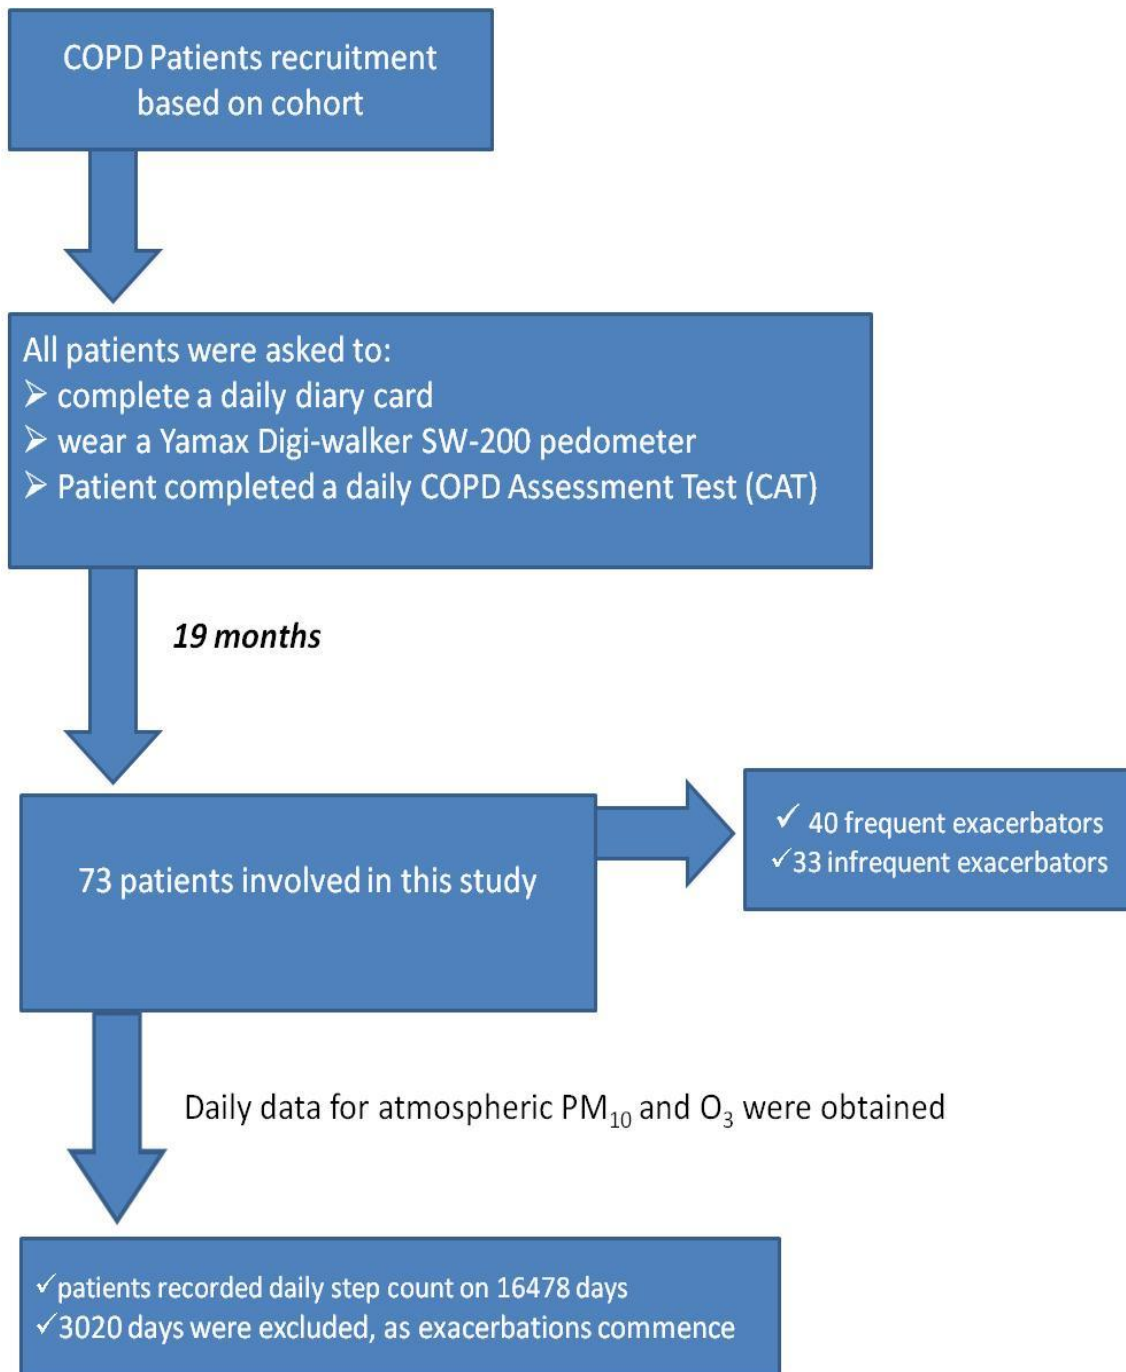 COPD Patients recruitment
based on cohort
All patients were asked to:
➢ complete a daily diary card
➢ wear a Yamax Digi-walker SW-200 pedometer
➢ Patient completed a daily COPD Assessment Test (CAT)
19 months
73 patients involved in this study
✓ 40 frequent exacerbators
✓33 infrequent exacerbators
Daily data for atmospheric PM₁₀ and O₃ were obtained
✓patients recorded daily step count on 16478 days
✓3020 days were excluded, as exacerbations commence